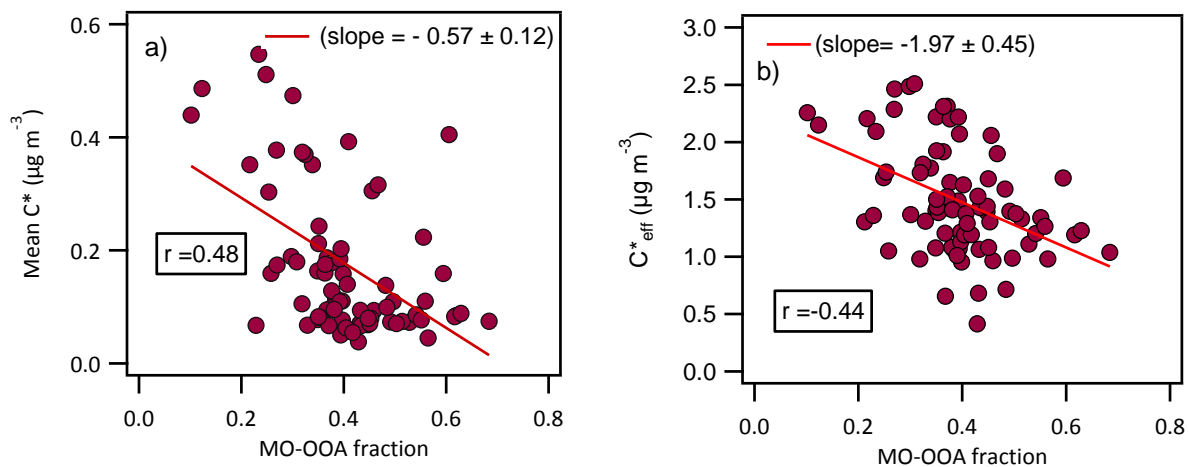 a)
(slope = - 0.57 ± 0.12)
Mean C* (µg m⁻³)
0.6
0.4
0.2
0.0
r =0.48
0.0 0.2 0.4 0.6 0.8
MO-OOA fraction
b)
(slope= -1.97 ± 0.45)
C*eff (µg m⁻³)
3.0
2.5
2.0
1.5
1.0
0.5
0.0
r =-0.44
0.0 0.2 0.4 0.6 0.8
MO-OOA fraction